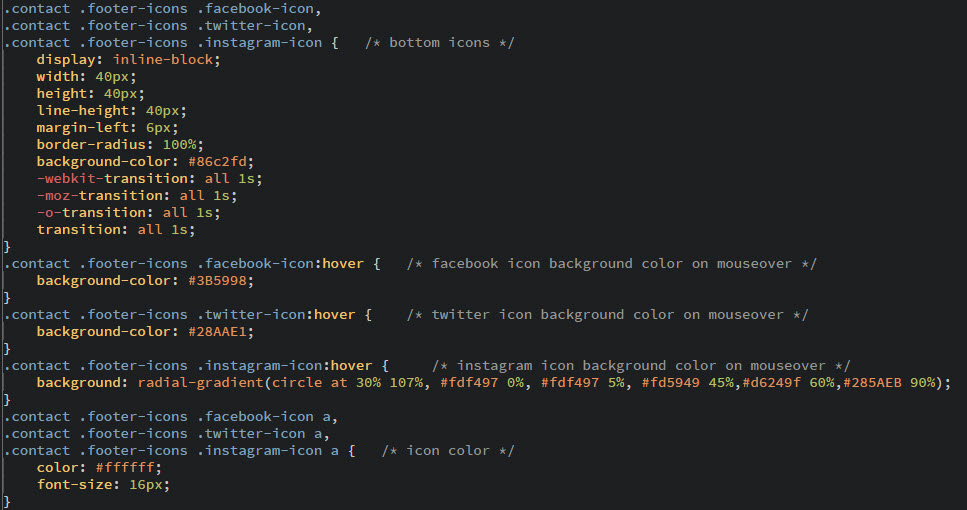 .contact .footer-icons .facebook-icon,
.contact .footer-icons .twitter-icon,
.contact .footer-icons .instagram-icon {   /* bottom icons */
    display: inline-block;
    width: 40px;
    height: 40px;
    line-height: 40px;
    margin-left: 6px;
    border-radius: 100%;
    background-color: #86c2fd;
    -webkit-transition: all 1s;
    -moz-transition: all 1s;
    -o-transition: all 1s;
    transition: all 1s;
}
.contact .footer-icons .facebook-icon:hover {   /* facebook icon background color on mouseover */
    background-color: #3B5998;
}
.contact .footer-icons .twitter-icon:hover {    /* twitter icon background color on mouseover */
    background-color: #28AAE1;
}
.contact .footer-icons .instagram-icon:hover {     /* instagram icon background color on mouseover */
    background: radial-gradient(circle at 30% 107%, #fdf497 0%, #fdf497 5%, #fd5949 45%,#d6249f 60%,#285AEB 90%);
}
.contact .footer-icons .facebook-icon a,
.contact .footer-icons .twitter-icon a,
.contact .footer-icons .instagram-icon a {   /* icon color */
    color: #ffffff;
    font-size: 16px;
}